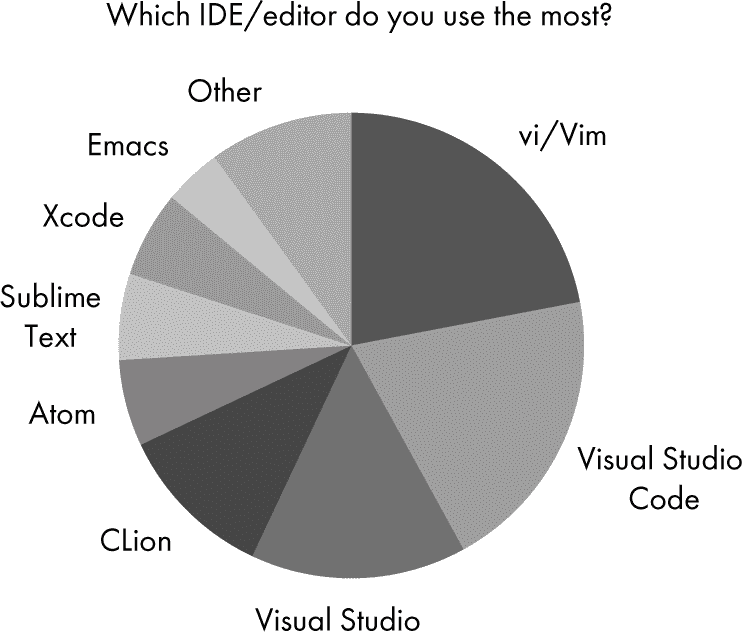 Which IDE/editor do you use the most?
Other
vi/Vim
Emacs
Xcode
Sublime
Text
Atom
Visual Studio
Code
CLion
Visual Studio